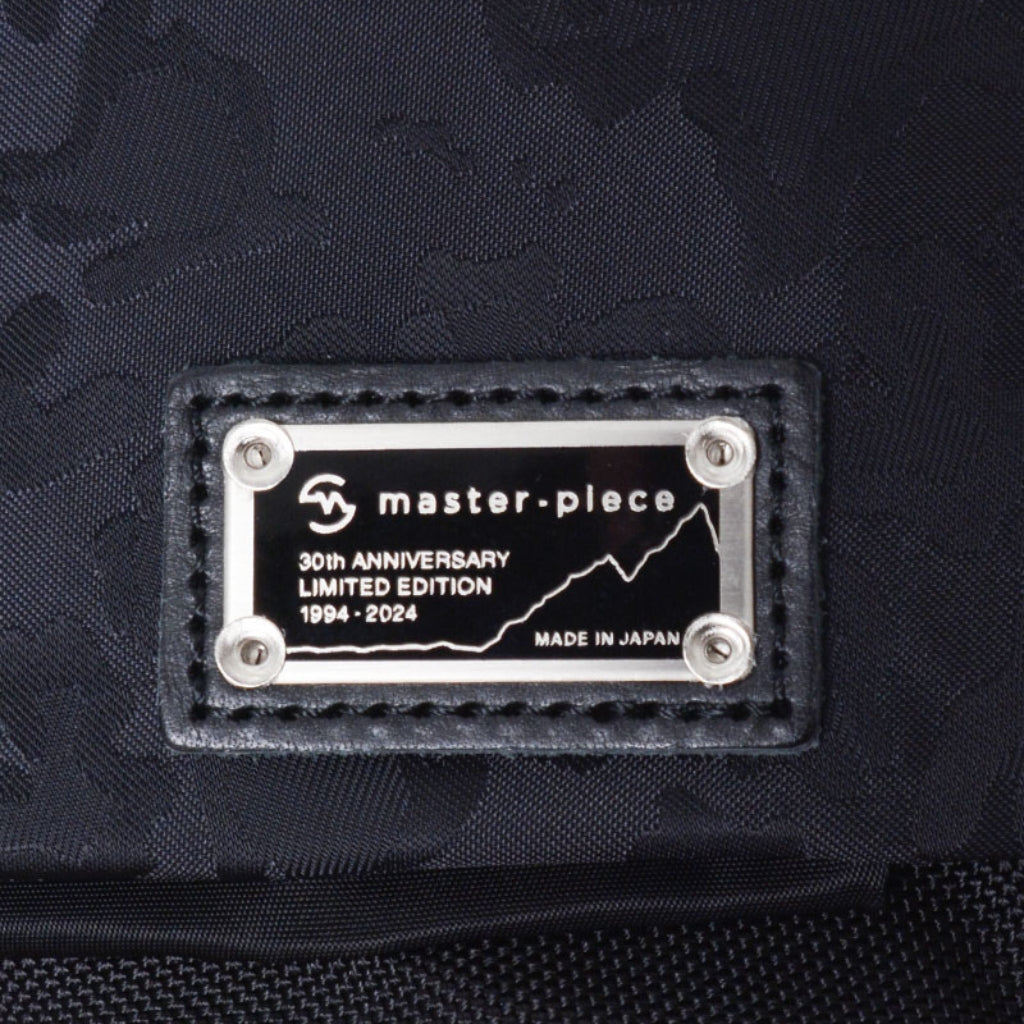 master-piece
30th ANNIVERSARY
LIMITED EDITION
1994 - 2024
MADE IN JAPAN